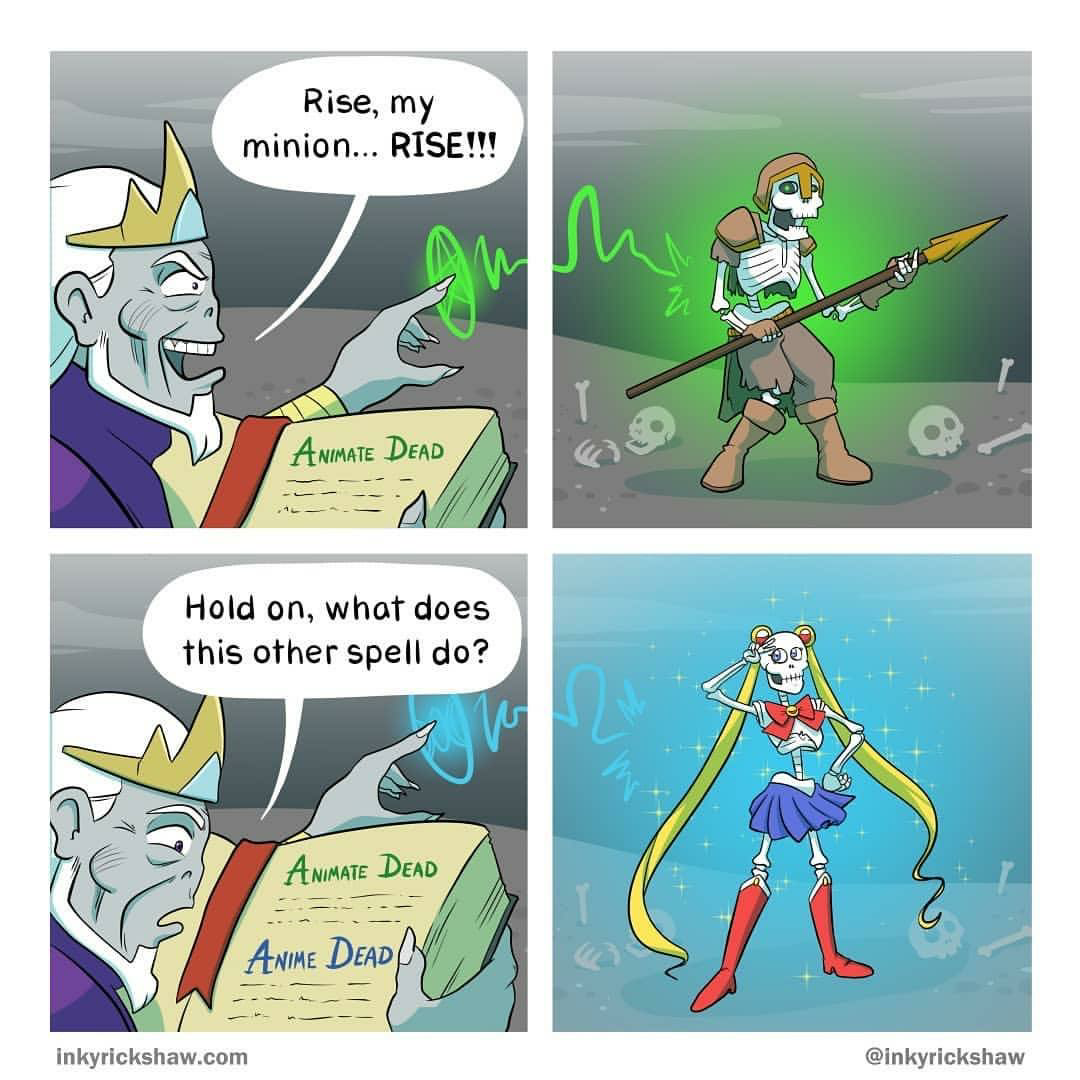 Rise, my
minion... RISE!!!
ANIMATE DEAD
Hold on, what does
this other spell do?
ANIMATE DEAD
ANIME DEAD
inkyrickshaw.com
@inkyrickshaw